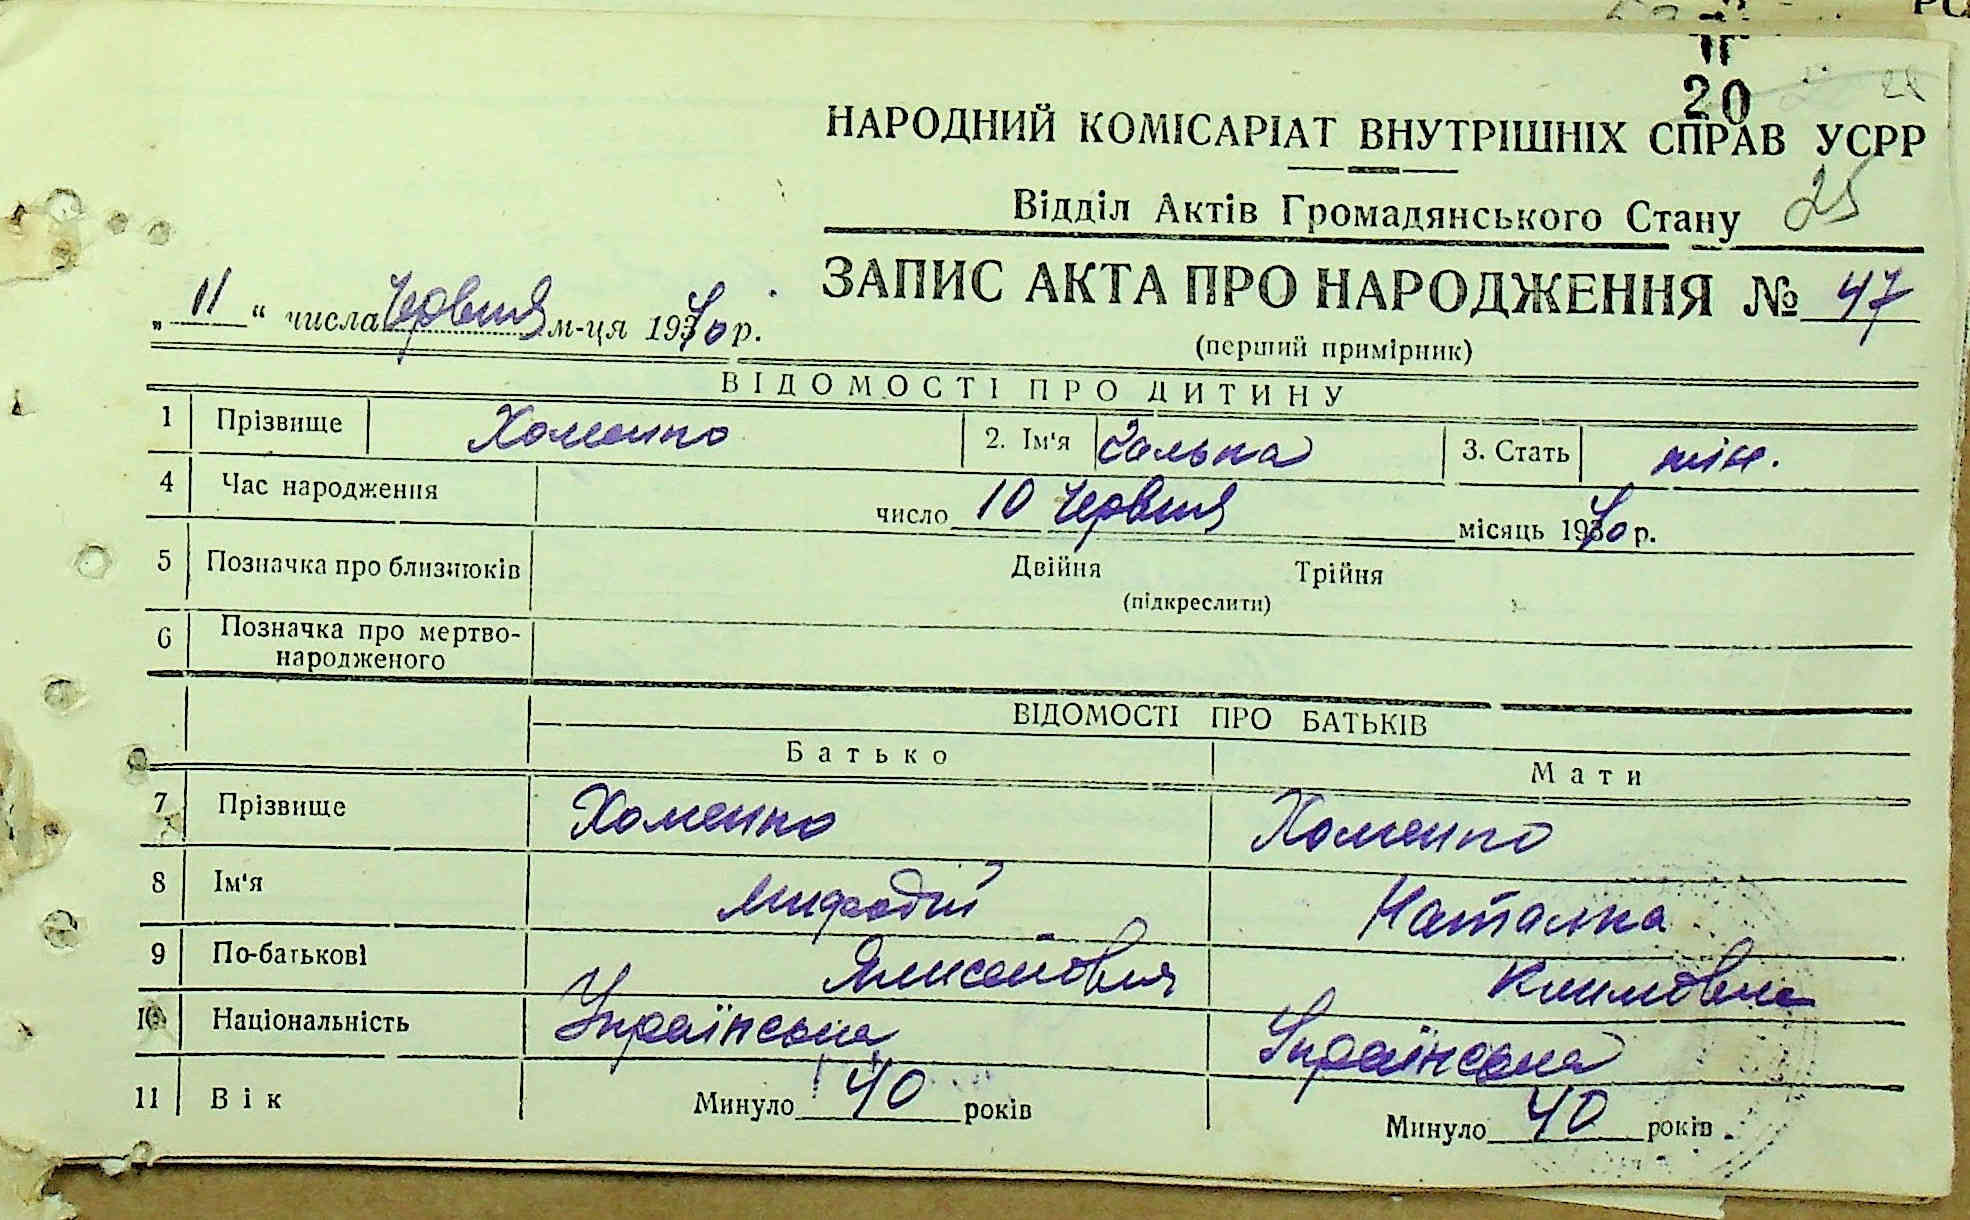 20
НАРОДНИЙ КОМІСАРІАТ ВНУТРІШНІХ СПРАВ УСРР
25
Відділ Актів Громадянського Стану
ЗАПИС АКТА ПРО НАРОДЖЕННЯ № 47
„ 11 “ числа Червня м-ця 1940 р.
(перший примірник)
ВІДОМОСТІ ПРО ДИТИНУ
1 Прізвище Хоменко 2. Ім'я Галька 3. Стать жін.
4 Час народження число 10 Червня місяць 1940 р.
5 Позначка про близнюків Двійня Трійня
(підкреслити)
6 Позначка про мертво-
народженого
ВІДОМОСТІ ПРО БАТЬКІВ
Батько Мати
7 Прізвище Хоменко Хоменко
8 Ім'я Мифодій Наталка
9 По-батькові Климовна
10 Національність Українська Українська
11 Вік Минуло 40 років Минуло 40 років